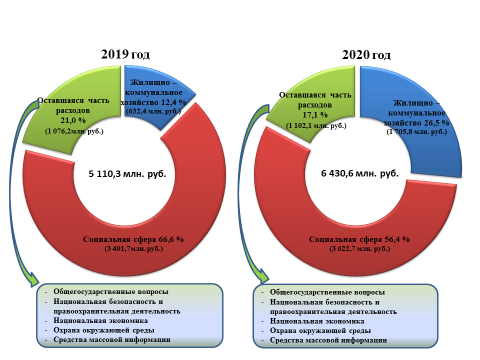 2019 год
Жилищно –
коммунальное
хозяйство 12,4 %
(632,4 млн. руб.)
Оставшаяся часть
расходов
21,0 %
(1 076,2млн. руб.)
5 110,3 млн. руб.
Социальная сфера 66,6 %
(3 401,7млн. руб.)
- Общегосударственные вопросы
- Национальная безопасность и
правоохранительная деятельность
- Национальная экономика
- Охрана окружающей среды
- Средства массовой информации
2020 год
Оставшаяся часть
расходов
17,1 %
(1 102,1 млн. руб.)
Жилищно –
коммунальное
хозяйство 26,5 %
(1 705,8 млн. руб.)
6 430,6 млн. руб.
Социальная сфера 56,4 %
(3 622,7 млн. руб.)
- Общегосударственные вопросы
- Национальная безопасность и
правоохранительная деятельность
- Национальная экономика
- Охрана окружающей среды
- Средства массовой информации